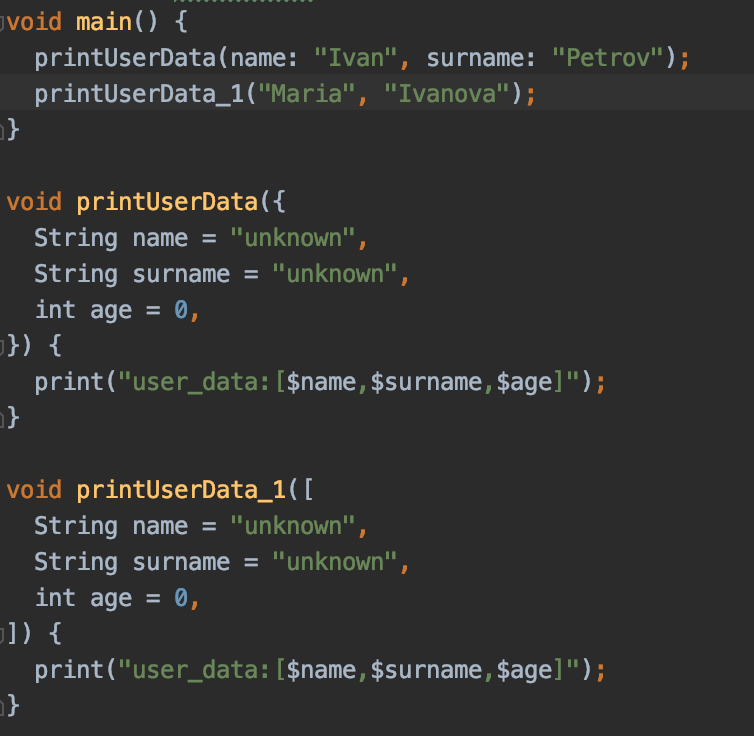 void main() {
  printUserData(name: "Ivan", surname: "Petrov");
  printUserData_1("Maria", "Ivanova");
}

void printUserData({
  String name = "unknown",
  String surname = "unknown",
  int age = 0,
}) {
  print("user_data:[$name,$surname,$age]");
}

void printUserData_1([
  String name = "unknown",
  String surname = "unknown",
  int age = 0,
]) {
  print("user_data:[$name,$surname,$age]");
}